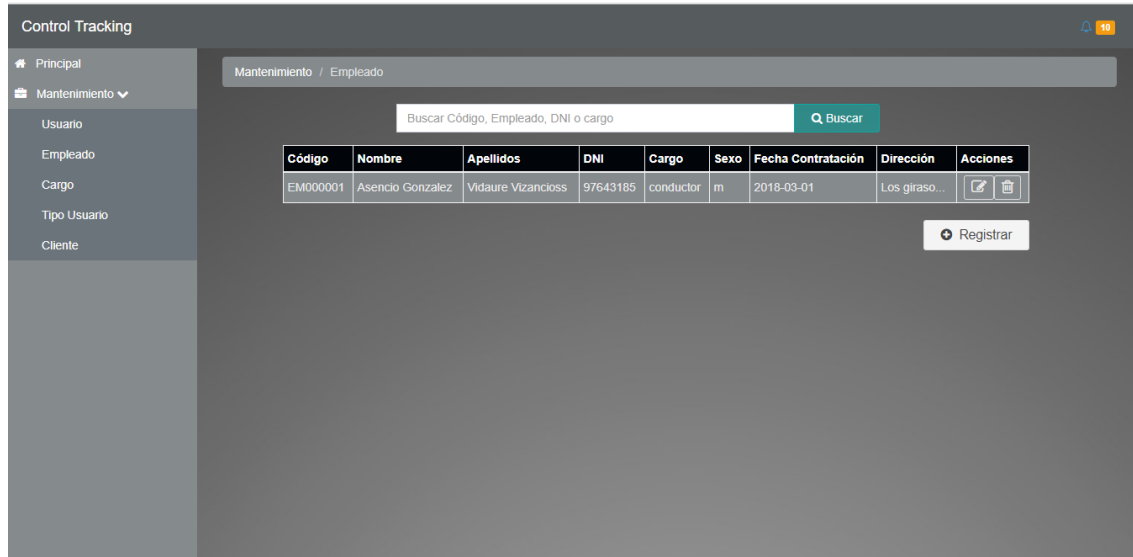 Control Tracking
10
Principal
Mantenimiento
Usuario
Empleado
Cargo
Tipo Usuario
Cliente
Mantenimiento / Empleado
Buscar Código, Empleado, DNI o cargo
Buscar
Código Nombre Apellidos DNI Cargo Sexo Fecha Contratación Dirección Acciones
EM000001 Asencio Gonzalez Vidaure Vizancioss 97643185 conductor m 2018-03-01 Los giraso...
Registrar